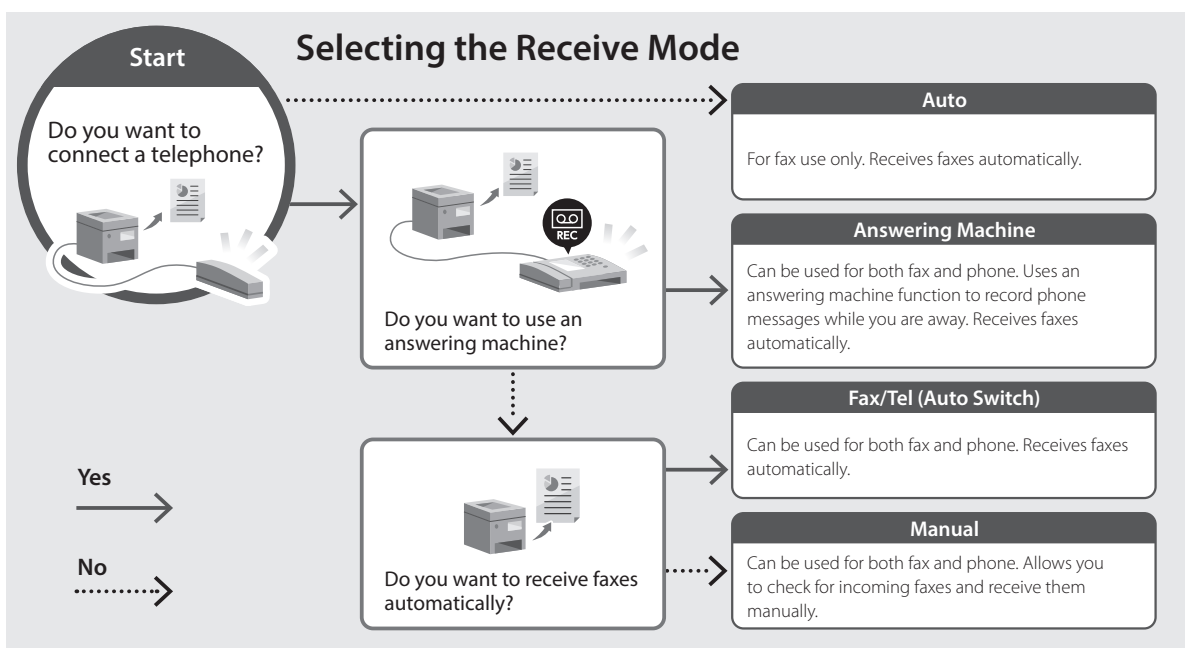 Selecting the Receive Mode
Start
Do you want to
connect a telephone?
REC
Do you want to use an
answering machine?
Do you want to receive faxes
automatically?
Auto
For fax use only. Receives faxes automatically.
Answering Machine
Can be used for both fax and phone. Uses an
answering machine function to record phone
messages while you are away. Receives faxes
automatically.
Fax/Tel (Auto Switch)
Can be used for both fax and phone. Receives faxes
automatically.
Manual
Can be used for both fax and phone. Allows you
to check for incoming faxes and receive them
manually.
Yes
No